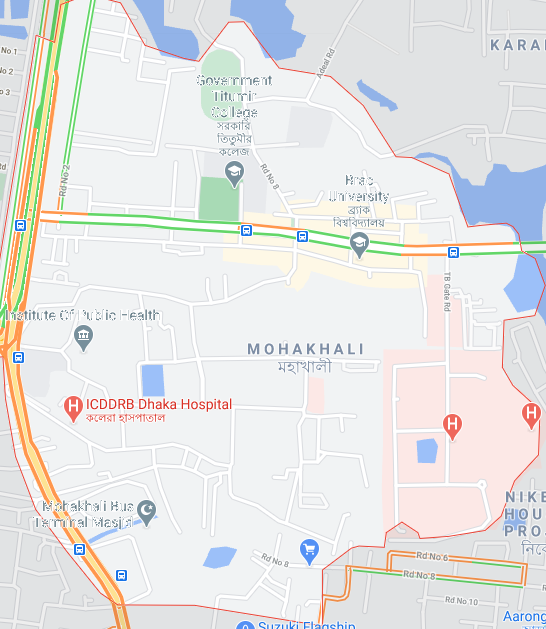 No 1
No 2
No 3
Rd
Rd No 2
Adeal Rd
KARA
Government
Titumir
College
সরকারি
তিতুমীর
কলেজ
Rd No 8
Brac
University
ব্র্যাক
বিশ্ববিদ্যালয়
TB Gate Rd
Institute Of Public Health
MOHAKHALI
মহাখালী
ICDDRB Dhaka Hospital
কলেরা হাসপাতাল
H
H
H
Mohakhali Bus
Terminal Masjid
NIKE
HOU
PRO
নিকে
Rd No 8
Rd No 6
Rd No 8
Rd No 10
Aarong
Suzuki Flagship